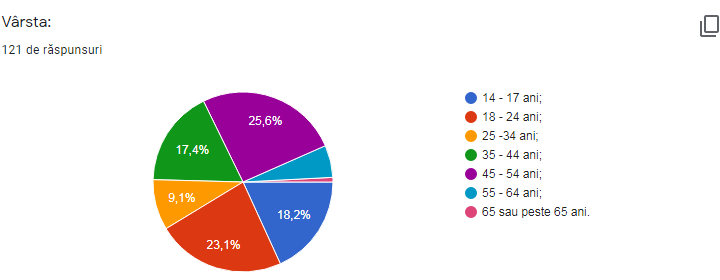 Vârsta:
121 de răspunsuri
25,6%
17,4%
9,1%
18,2%
23,1%
14 - 17 ani;
18 - 24 ani;
25 -34 ani;
35 - 44 ani;
45 - 54 ani;
55 - 64 ani;
65 sau peste 65 ani.